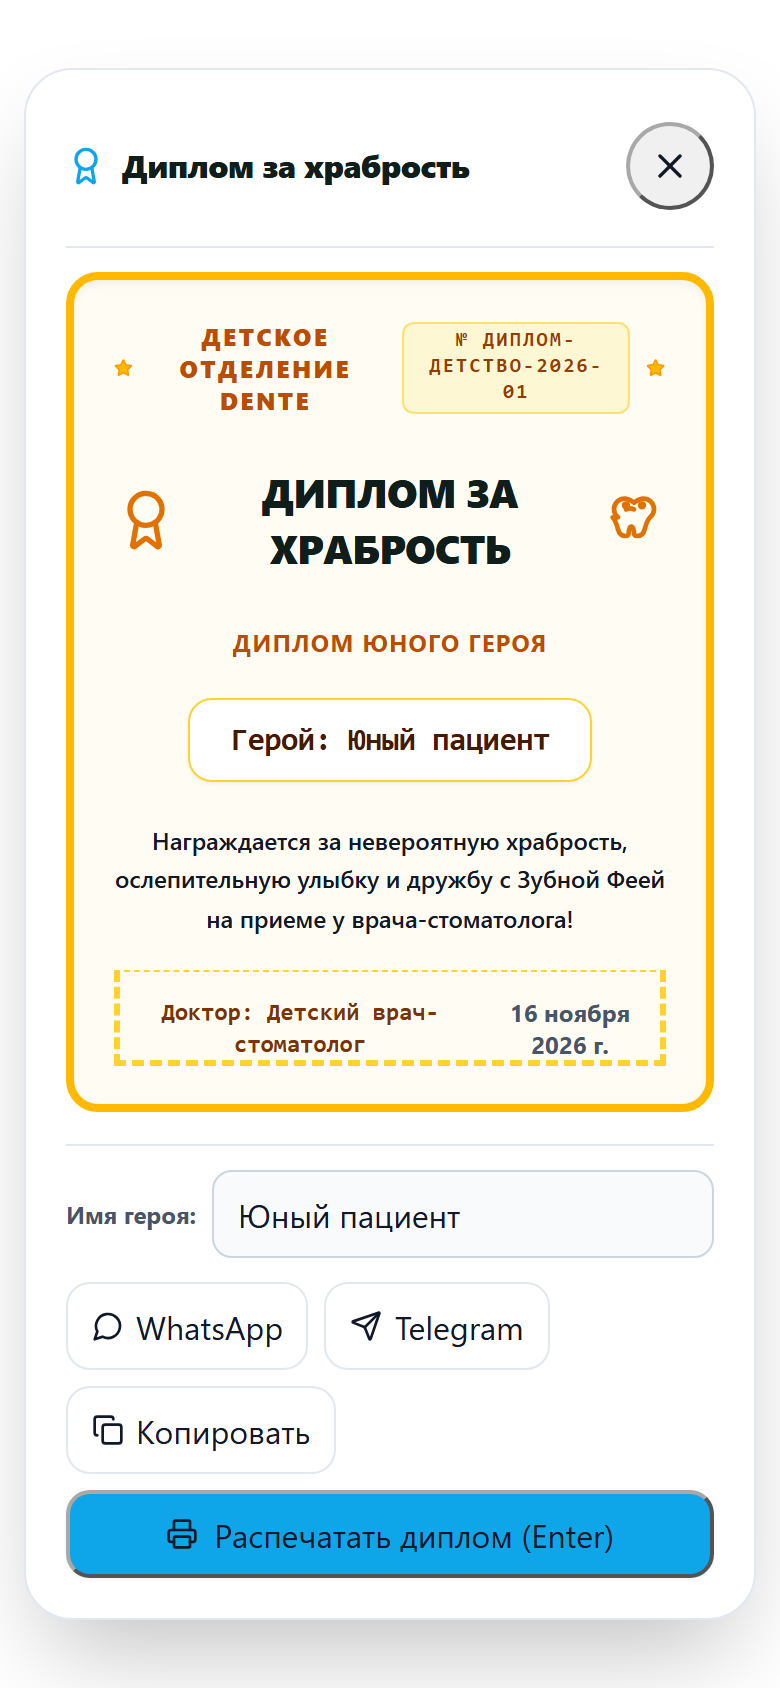 Диплом за храбрость
ДЕТСКОЕ
ОТДЕЛЕНИЕ
DENTE
№ ДИПЛОМ-
ДЕТСТВО-2026-
01
ДИПЛОМ ЗА
ХРАБРОСТЬ
ДИПЛОМ ЮНОГО ГЕРОЯ
Герой: Юный пациент
Награждается за невероятную храбрость,
ослепительную улыбку и дружбу с Зубной Феей
на приеме у врача-стоматолога!
Доктор: Детский врач-
стоматолог
16 ноября
2026 г.
Имя героя:
Юный пациент
WhatsApp
Telegram
Копировать
Распечатать диплом (Enter)